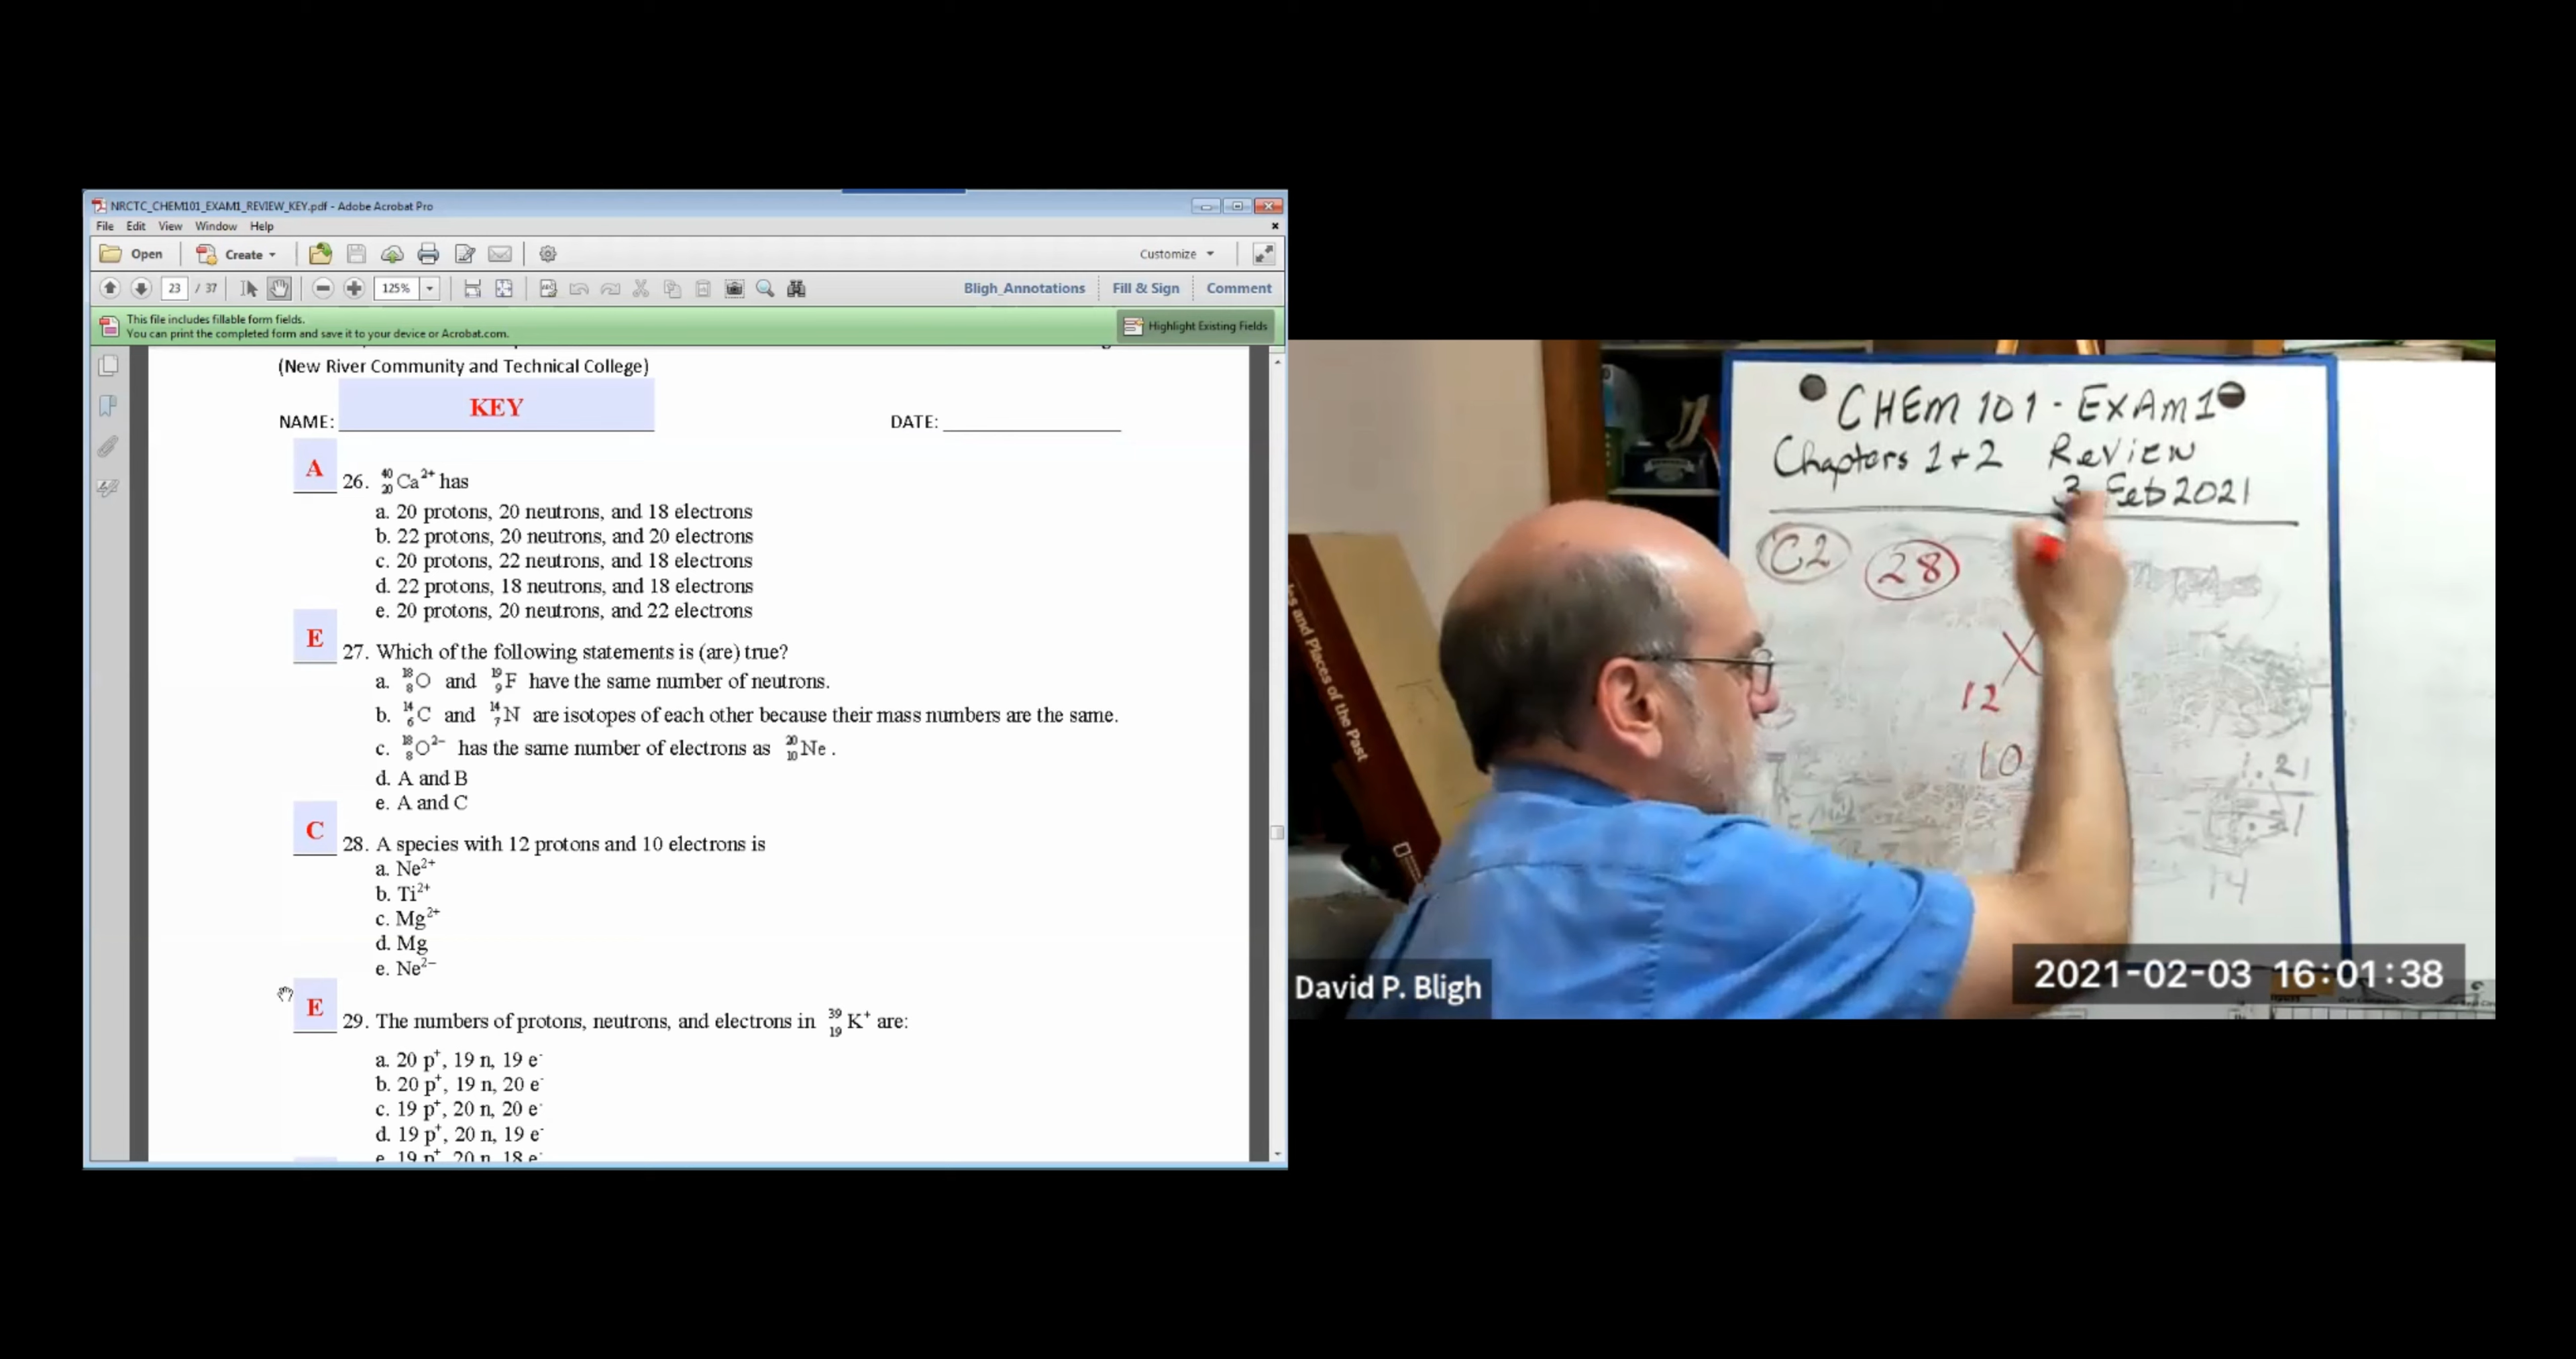 NRCTC_CHEM101_EXAM1_REVIEW_KEY.pdf - Adobe Acrobat Pro
File Edit View Window Help
Open Create Customize
23 / 37 125% Bligh_Annotations Fill & Sign Comment
This file includes fillable form fields.
You can print the completed form and save it to your device or Acrobat.com.
Highlight Existing Fields
(New River Community and Technical College)
NAME: KEY DATE:
A 26. ⁴⁰₂₀Ca²⁺ has
a. 20 protons, 20 neutrons, and 18 electrons
b. 22 protons, 20 neutrons, and 20 electrons
c. 20 protons, 22 neutrons, and 18 electrons
d. 22 protons, 18 neutrons, and 18 electrons
e. 20 protons, 20 neutrons, and 22 electrons
E 27. Which of the following statements is (are) true?
a. ¹⁸₈O and ¹⁹₉F have the same number of neutrons.
b. ¹⁴₆C and ¹⁴₇N are isotopes of each other because their mass numbers are the same.
c. ¹⁸₈O²⁻ has the same number of electrons as ²⁰₁₀Ne .
d. A and B
e. A and C
C 28. A species with 12 protons and 10 electrons is
a. Ne²⁺
b. Ti²⁺
c. Mg²⁺
d. Mg
e. Ne²⁻
E 29. The numbers of protons, neutrons, and electrons in ³⁹₁₉K⁺ are:
a. 20 p⁺, 19 n, 19 e⁻
b. 20 p⁺, 19 n, 20 e⁻
c. 19 p⁺, 20 n, 20 e⁻
d. 19 p⁺, 20 n, 19 e⁻
e. 19 p⁺, 20 n, 18 e⁻
CHEM 101 - EXAM 1
Chapters 1 + 2 Review
3 Feb 2021
C2 28
X
12
10
14
and Places of the Past
David P. Bligh
2021-02-03 16:01:38